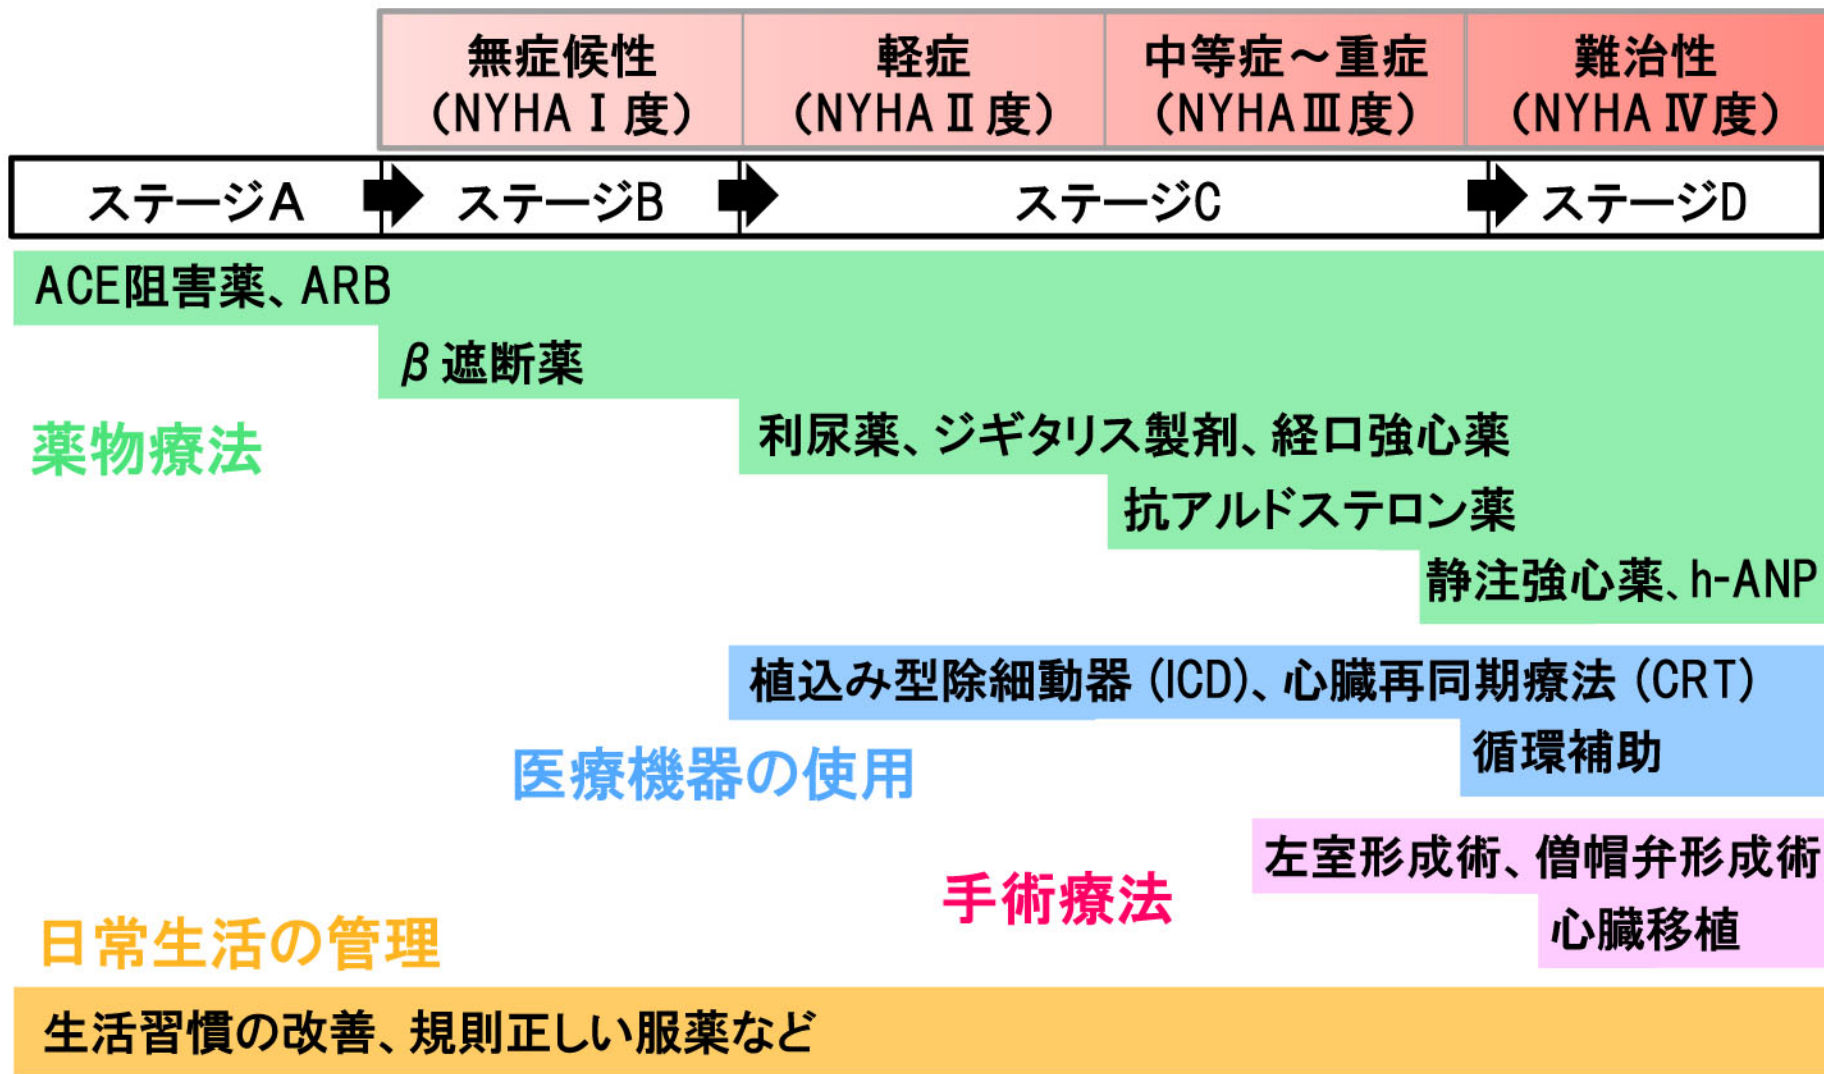 無症候性
（NYHA Ⅰ 度）
軽症
（NYHA Ⅱ 度）
中等症～重症
（NYHA Ⅲ 度）
難治性
（NYHA Ⅳ 度）
ステージA
ステージB
ステージC
ステージD
ACE阻害薬、ARB
β 遮断薬
利尿薬、ジギタリス製剤、経口強心薬
抗アルドステロン薬
静注強心薬、h-ANP
薬物療法
植込み型除細動器 (ICD)、心臓再同期療法 (CRT)
循環補助
医療機器の使用
左室形成術、僧帽弁形成術
心臓移植
手術療法
日常生活の管理
生活習慣の改善、規則正しい服薬など